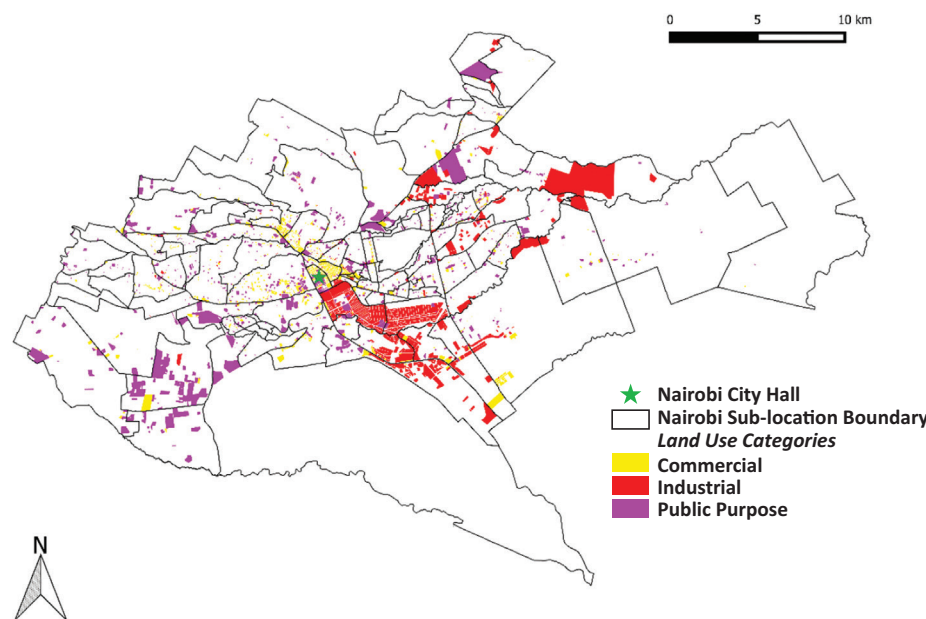 0 5 10 km
Nairobi City Hall
Nairobi Sub-location Boundary
Land Use Categories
Commercial
Industrial
Public Purpose
N